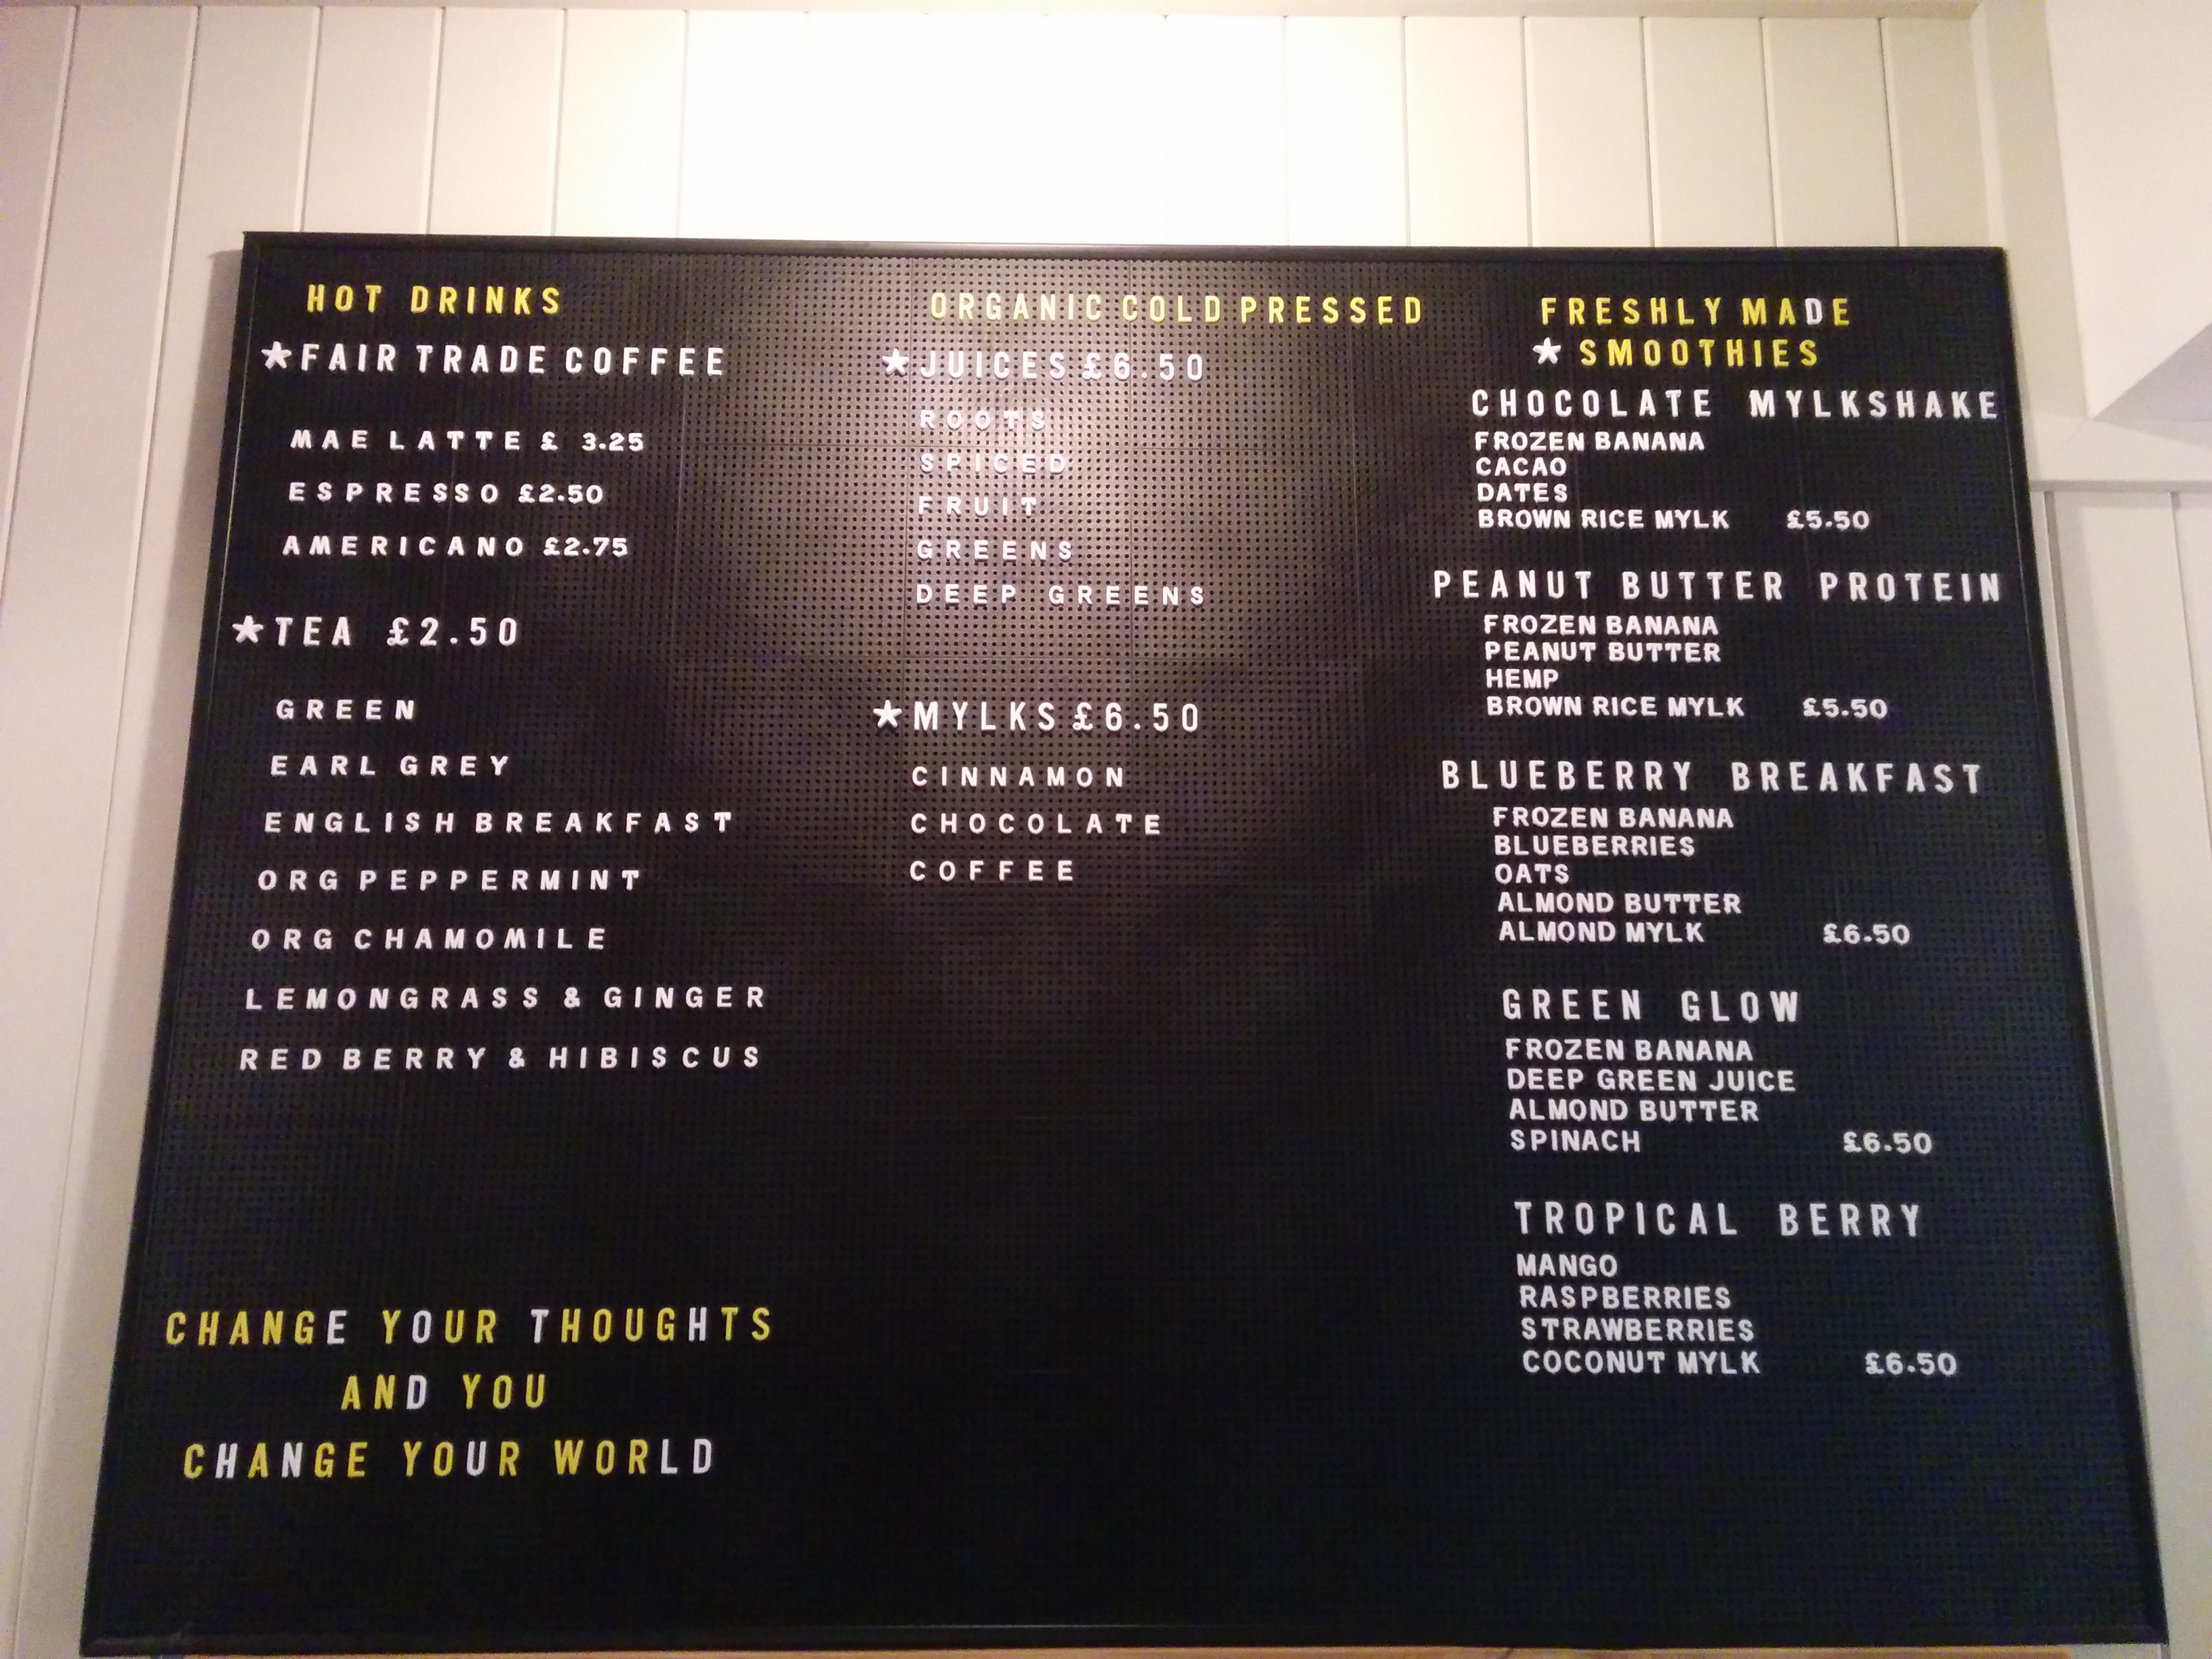 HOT DRINKS
★FAIR TRADE COFFEE
MAE LATTE £ 3.25
ESPRESSO £2.50
AMERICANO £2.75
★TEA £2.50
GREEN
EARL GREY
ENGLISH BREAKFAST
ORG PEPPERMINT
ORG CHAMOMILE
LEMONGRASS & GINGER
RED BERRY & HIBISCUS
CHANGE YOUR THOUGHTS
AND YOU
CHANGE YOUR WORLD
ORGANIC COLD PRESSED
★JUICES £6.50
ROOTS
SPICED
FRUIT
GREENS
DEEP GREENS
★MYLKS £6.50
CINNAMON
CHOCOLATE
COFFEE
FRESHLY MADE
★ SMOOTHIES
CHOCOLATE MYLKSHAKE
FROZEN BANANA
CACAO
DATES
BROWN RICE MYLK £5.50
PEANUT BUTTER PROTEIN
FROZEN BANANA
PEANUT BUTTER
HEMP
BROWN RICE MYLK £5.50
BLUEBERRY BREAKFAST
FROZEN BANANA
BLUEBERRIES
OATS
ALMOND BUTTER
ALMOND MYLK £6.50
GREEN GLOW
FROZEN BANANA
DEEP GREEN JUICE
ALMOND BUTTER
SPINACH £6.50
TROPICAL BERRY
MANGO
RASPBERRIES
STRAWBERRIES
COCONUT MYLK £6.50